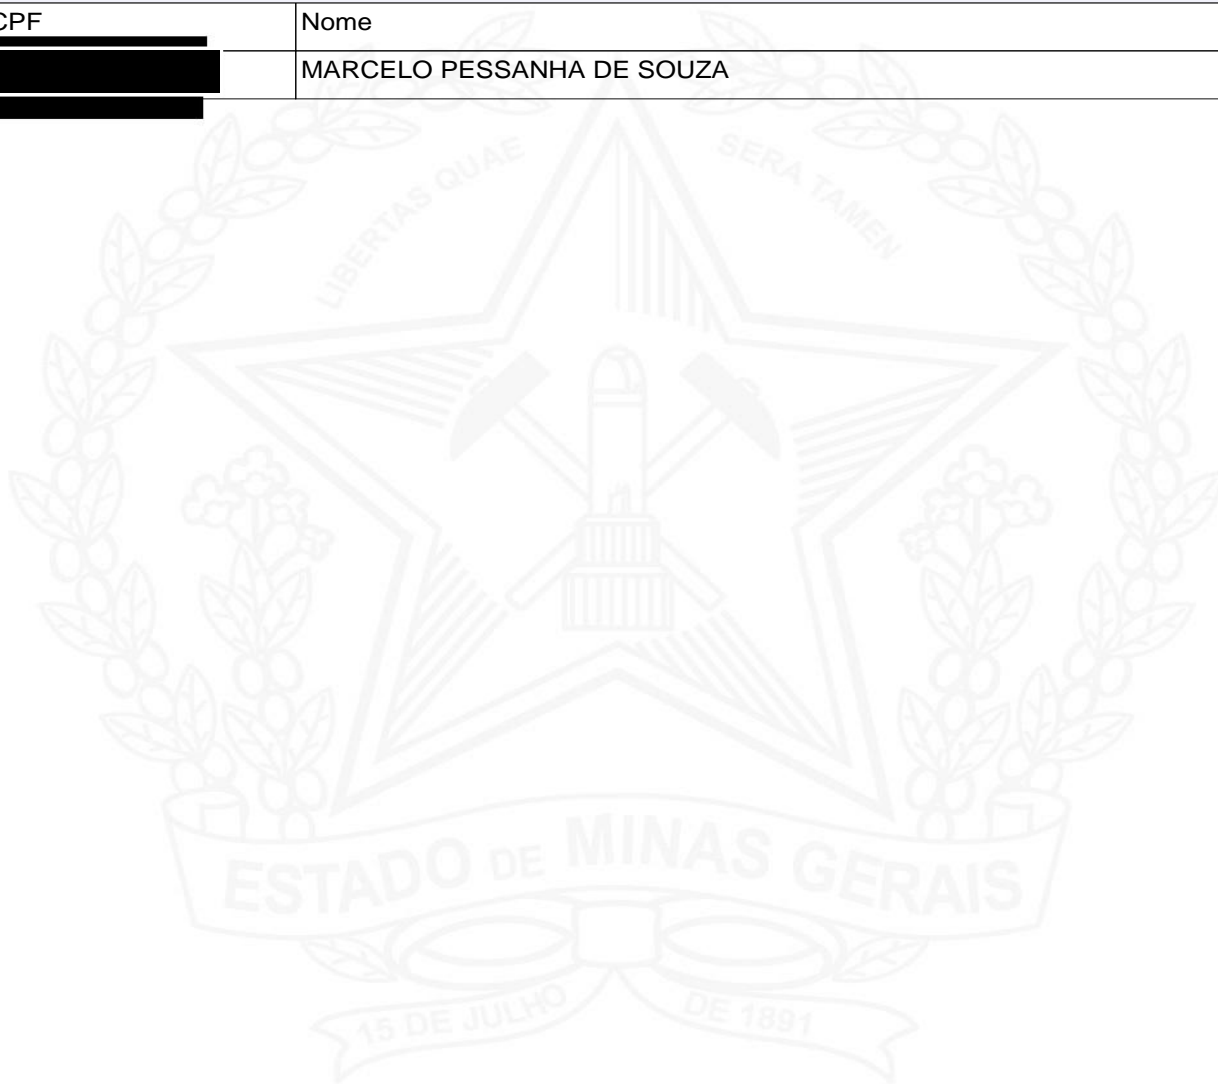 CPF Nome
MARCELO PESSANHA DE SOUZA
LIBERTAS QUAE SERA TAMEN
ESTADO DE MINAS GERAIS
15 DE JULHO DE 1891